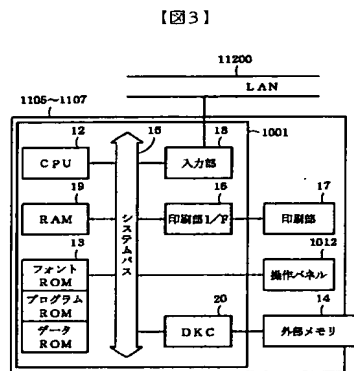 【図3】
11200
LAN
1105～1107
12
15
18
1001
CPU
入力部
19
16
17
RAM
印刷部I/F
印刷部
13
システムバス
1012
フォント
ROM
操作パネル
プログラム
ROM
20
14
データ
ROM
DKC
外部メモリ